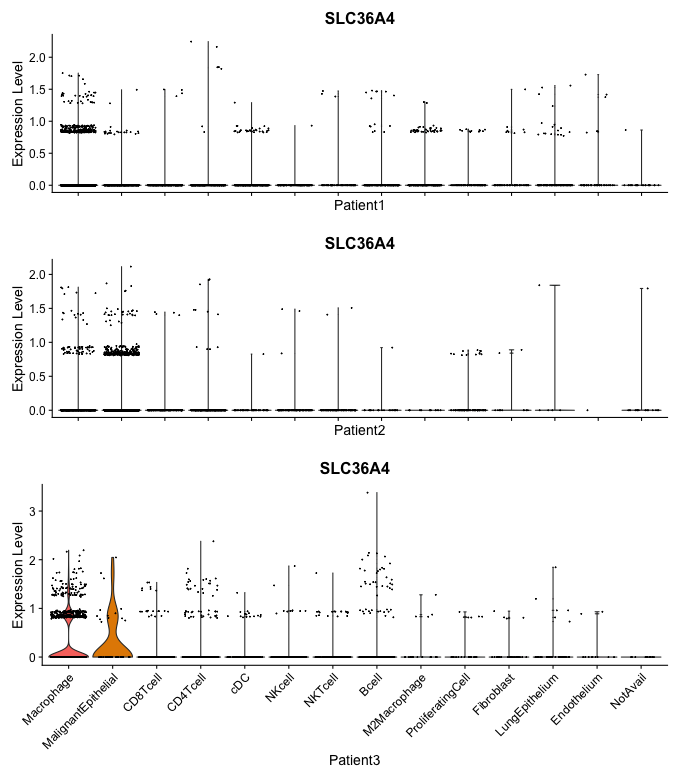 SLC36A4
Expression Level
2.0
1.5
1.0
0.5
0.0
Patient1
SLC36A4
Expression Level
2.0
1.5
1.0
0.5
0.0
Patient2
SLC36A4
Expression Level
3
2
1
0
Macrophage
MalignantEpithelial
CD8Tcell
CD4Tcell
cDC
NKcell
NKTcell
Bcell
M2Macrophage
ProliferatingCell
Fibroblast
LungEpithelium
Endothelium
NotAvail
Patient3